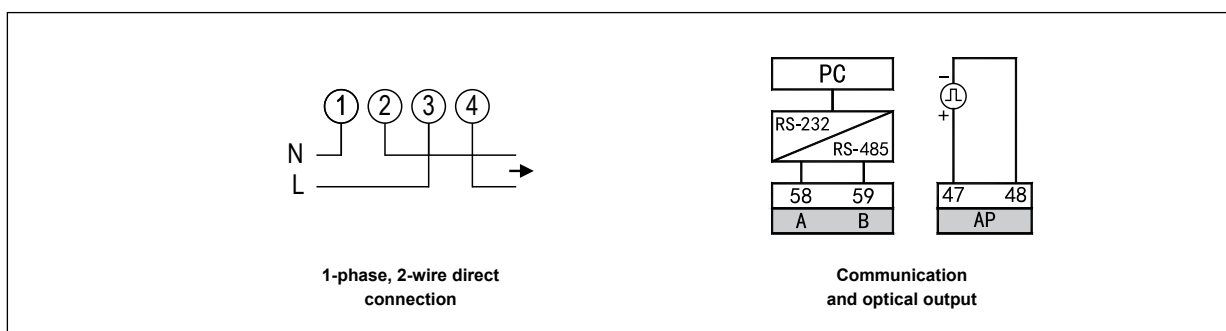 1 2 3 4
N
L
1-phase, 2-wire direct
connection
PC
RS-232
RS-485
58 59
A B
–
+
47 48
AP
Communication
and optical output